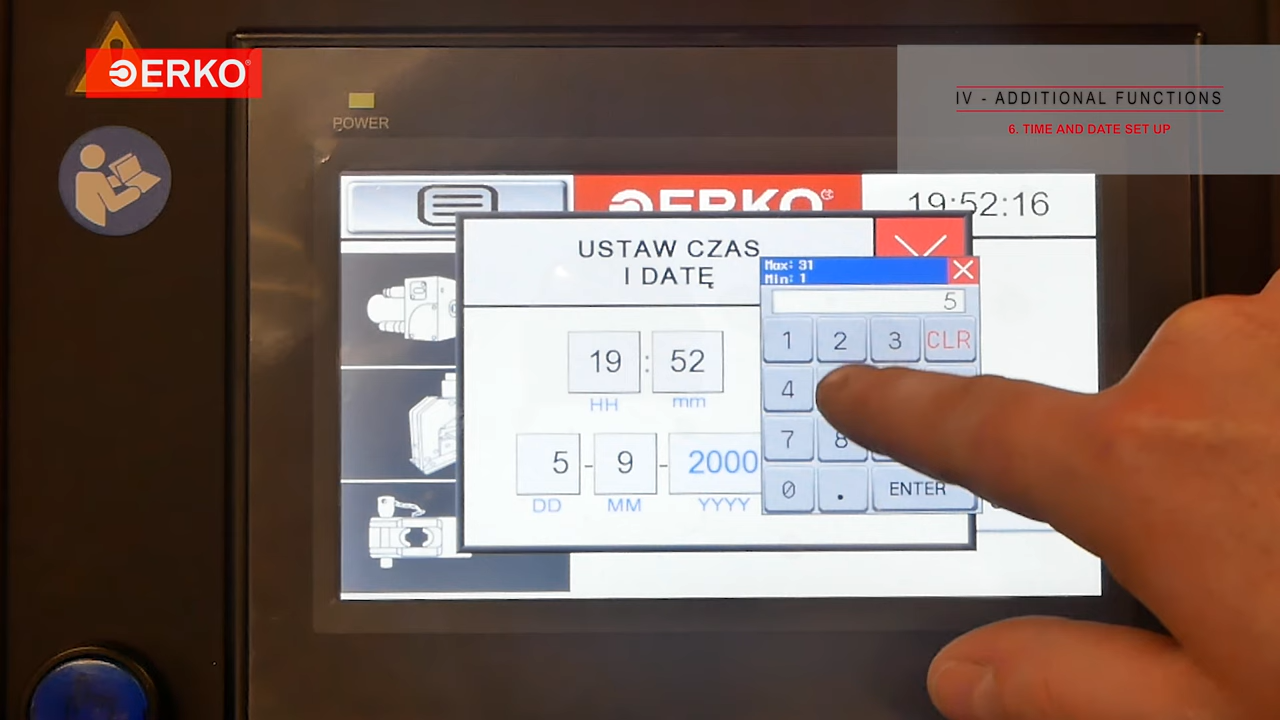 ERKO®
POWER
IV - ADDITIONAL FUNCTIONS
6. TIME AND DATE SET UP
ERKO
19:52:16
USTAW CZAS
I DATĘ
Max: 31
Min: 1
5
1 2 3 CLR
4
7 8
0 . ENTER
19 : 52
HH mm
5 - 9 - 2000
DD MM YYYY